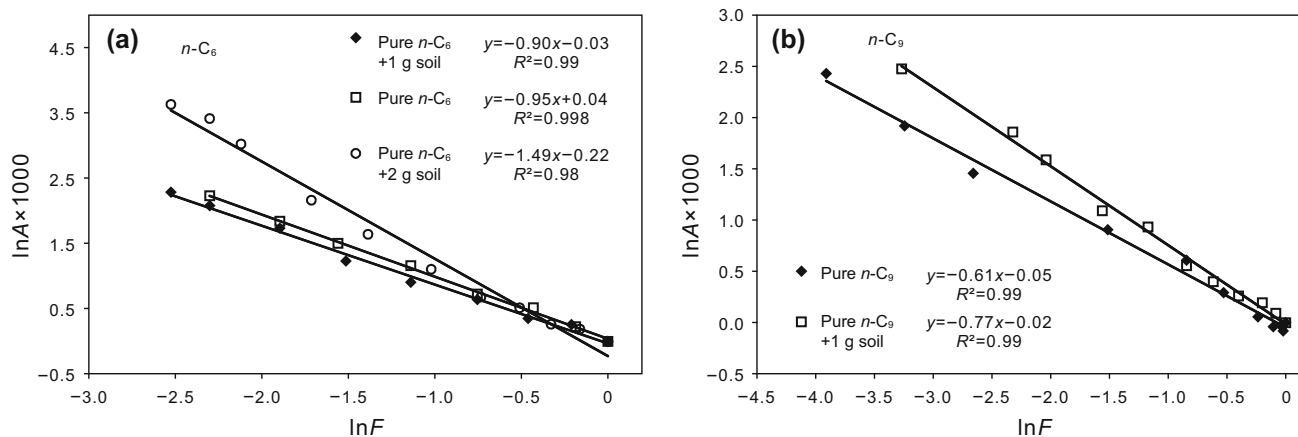 (a)
n-C₆
Pure n-C₆ y=−0.90x−0.03
+1 g soil R²=0.99
Pure n-C₆ y=−0.95x+0.04
R²=0.998
Pure n-C₆ y=−1.49x−0.22
+2 g soil R²=0.98
4.5
3.5
2.5
1.5
0.5
−0.5
lnA×1000
−3.0 −2.5 −2.0 −1.5 −1.0 −0.5 0
lnF
(b)
n-C₉
Pure n-C₉ y=−0.61x−0.05
R²=0.99
Pure n-C₉ y=−0.77x−0.02
+1 g soil R²=0.99
3.0
2.5
2.0
1.5
1.0
0.5
0.0
−0.5
lnA×1000
−4.5 −4.0 −3.5 −3.0 −2.5 −2.0 −1.5 −1.0 −0.5 0
lnF